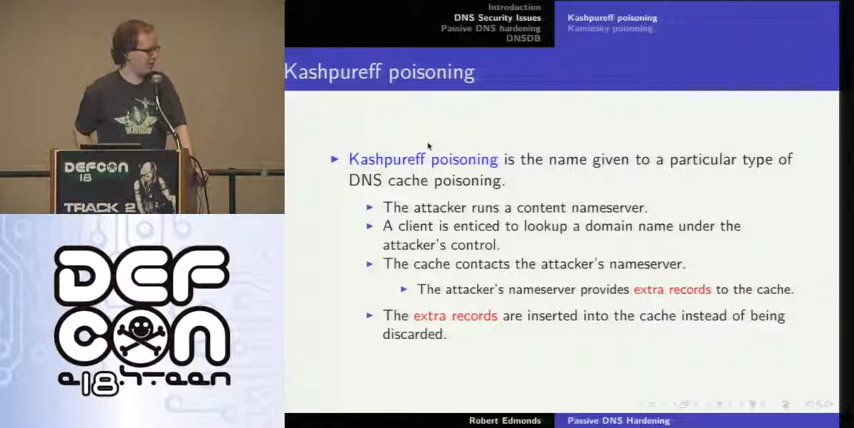 Introduction
DNS Security Issues
Passive DNS hardening
DNSDB
Kashpureff poisoning
Kaminsky poisoning
Kashpureff poisoning
Kashpureff poisoning is the name given to a particular type of
DNS cache poisoning.
The attacker runs a content nameserver.
A client is enticed to lookup a domain name under the
attacker's control.
The cache contacts the attacker's nameserver.
The attacker's nameserver provides extra records to the cache.
The extra records are inserted into the cache instead of being
discarded.
Robert Edmonds
Passive DNS Hardening
DEFCON
18
TRACK 2
DEF
CON
e18hteen